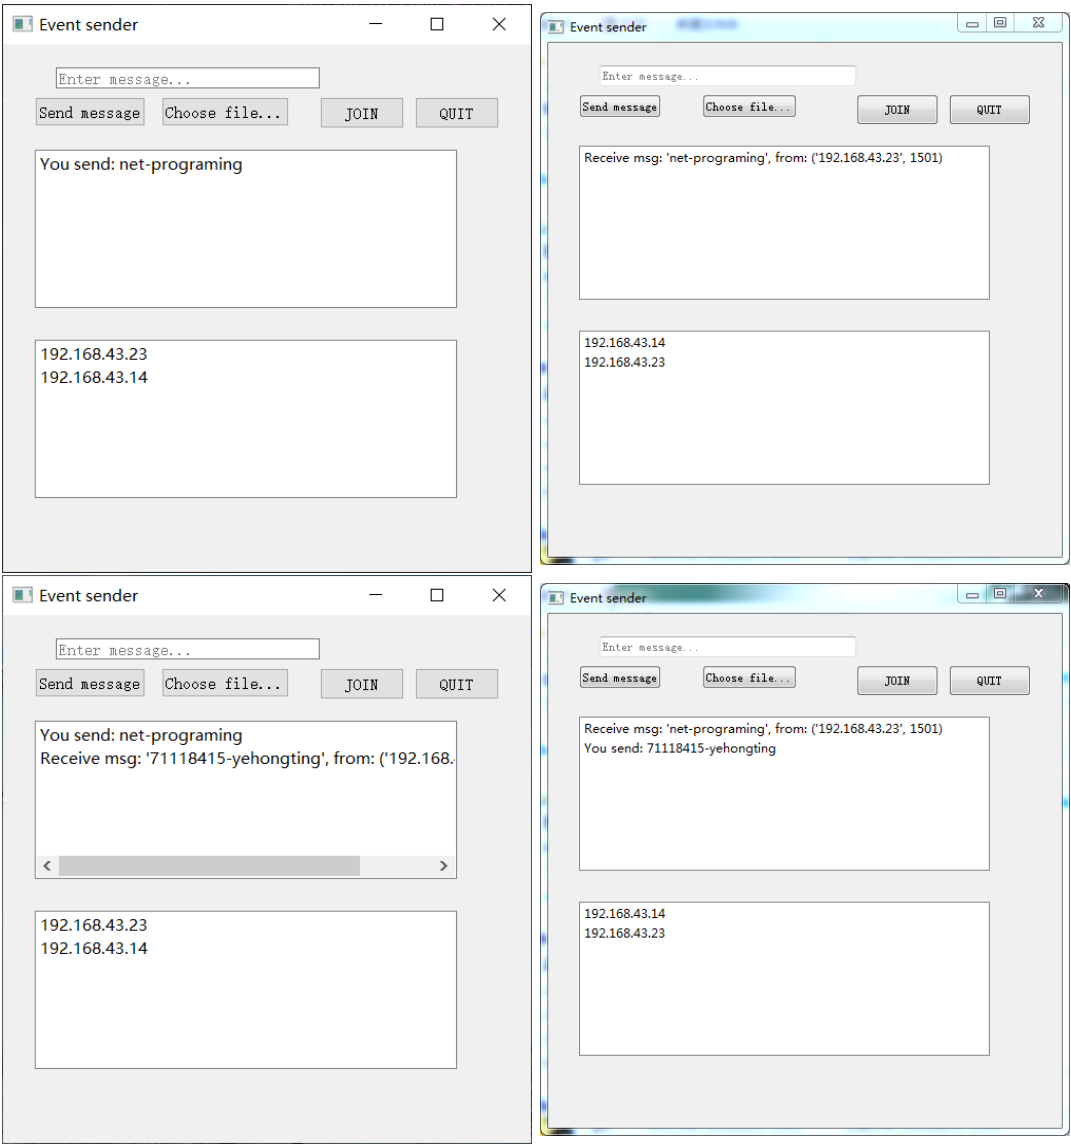 Event sender
Enter message...
Send message Choose file... JOIN QUIT
You send: net-programing
192.168.43.23
192.168.43.14
Event sender
Enter message...
Send message Choose file... JOIN QUIT
Receive msg: 'net-programing', from: ('192.168.43.23', 1501)
192.168.43.14
192.168.43.23
Event sender
Enter message...
Send message Choose file... JOIN QUIT
You send: net-programing
Receive msg: '71118415-yehongting', from: ('192.168.
192.168.43.23
192.168.43.14
Event sender
Enter message...
Send message Choose file... JOIN QUIT
Receive msg: 'net-programing', from: ('192.168.43.23', 1501)
You send: 71118415-yehongting
192.168.43.14
192.168.43.23